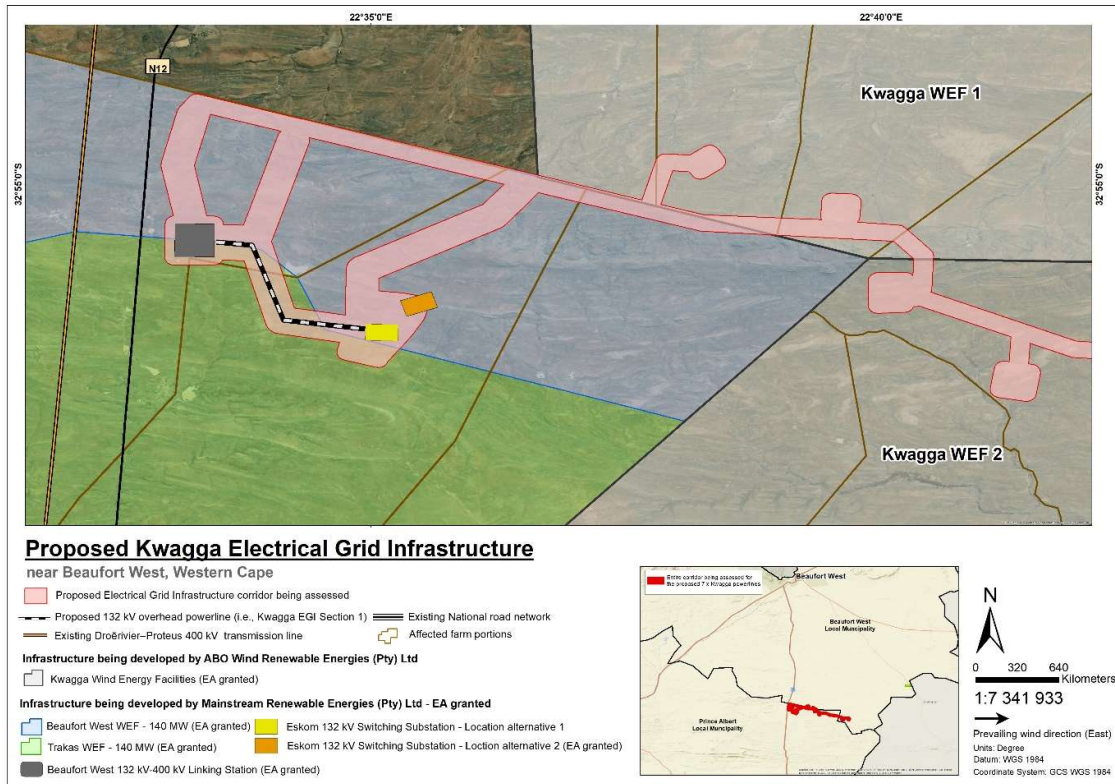 22°35'0"E
22°40'0"E
32°55'0"S
32°55'0"S
N12
Kwagga WEF 1
Kwagga WEF 2
Proposed Kwagga Electrical Grid Infrastructure
near Beaufort West, Western Cape
Proposed Electrical Grid Infrastructure corridor being assessed
Proposed 132 kV overhead powerline (i.e., Kwagga EGI Section 1)
Existing National road network
Existing Droërivier–Proteus 400 kV transmission line
Affected farm portions
Infrastructure being developed by ABO Wind Renewable Energies (Pty) Ltd
Kwagga Wind Energy Facilities (EA granted)
Infrastructure being developed by Mainstream Renewable Energies (Pty) Ltd - EA granted
Beaufort West WEF - 140 MW (EA granted)
Eskom 132 kV Switching Substation - Location alternative 1
Trakas WEF - 140 MW (EA granted)
Eskom 132 kV Switching Substation - Loction alternative 2 (EA granted)
Beaufort West 132 kV-400 kV Linking Station (EA granted)
Entire corridor being assessed for
the proposed 7 x Kwagga powerlines
Beaufort West
Beaufort West
Local Municipality
Prince Albert
Local Municipality
N
0 320 640
Kilometers
1:7 341 933
Prevailing wind direction (East)
Units: Degree
Datum: WGS 1984
Coordinate System: GCS WGS 1984